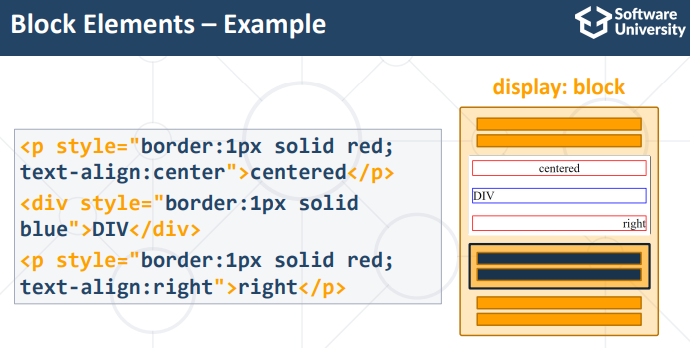 Block Elements – Example
Software
University
display: block
<p style="border:1px solid red;
text-align:center">centered</p>
<div style="border:1px solid
blue">DIV</div>
<p style="border:1px solid red;
text-align:right">right</p>
centered
DIV
right